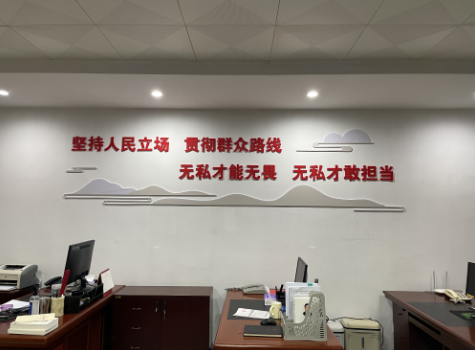 坚持人民立场 贯彻群众路线
无私才能无畏 无私才敢担当